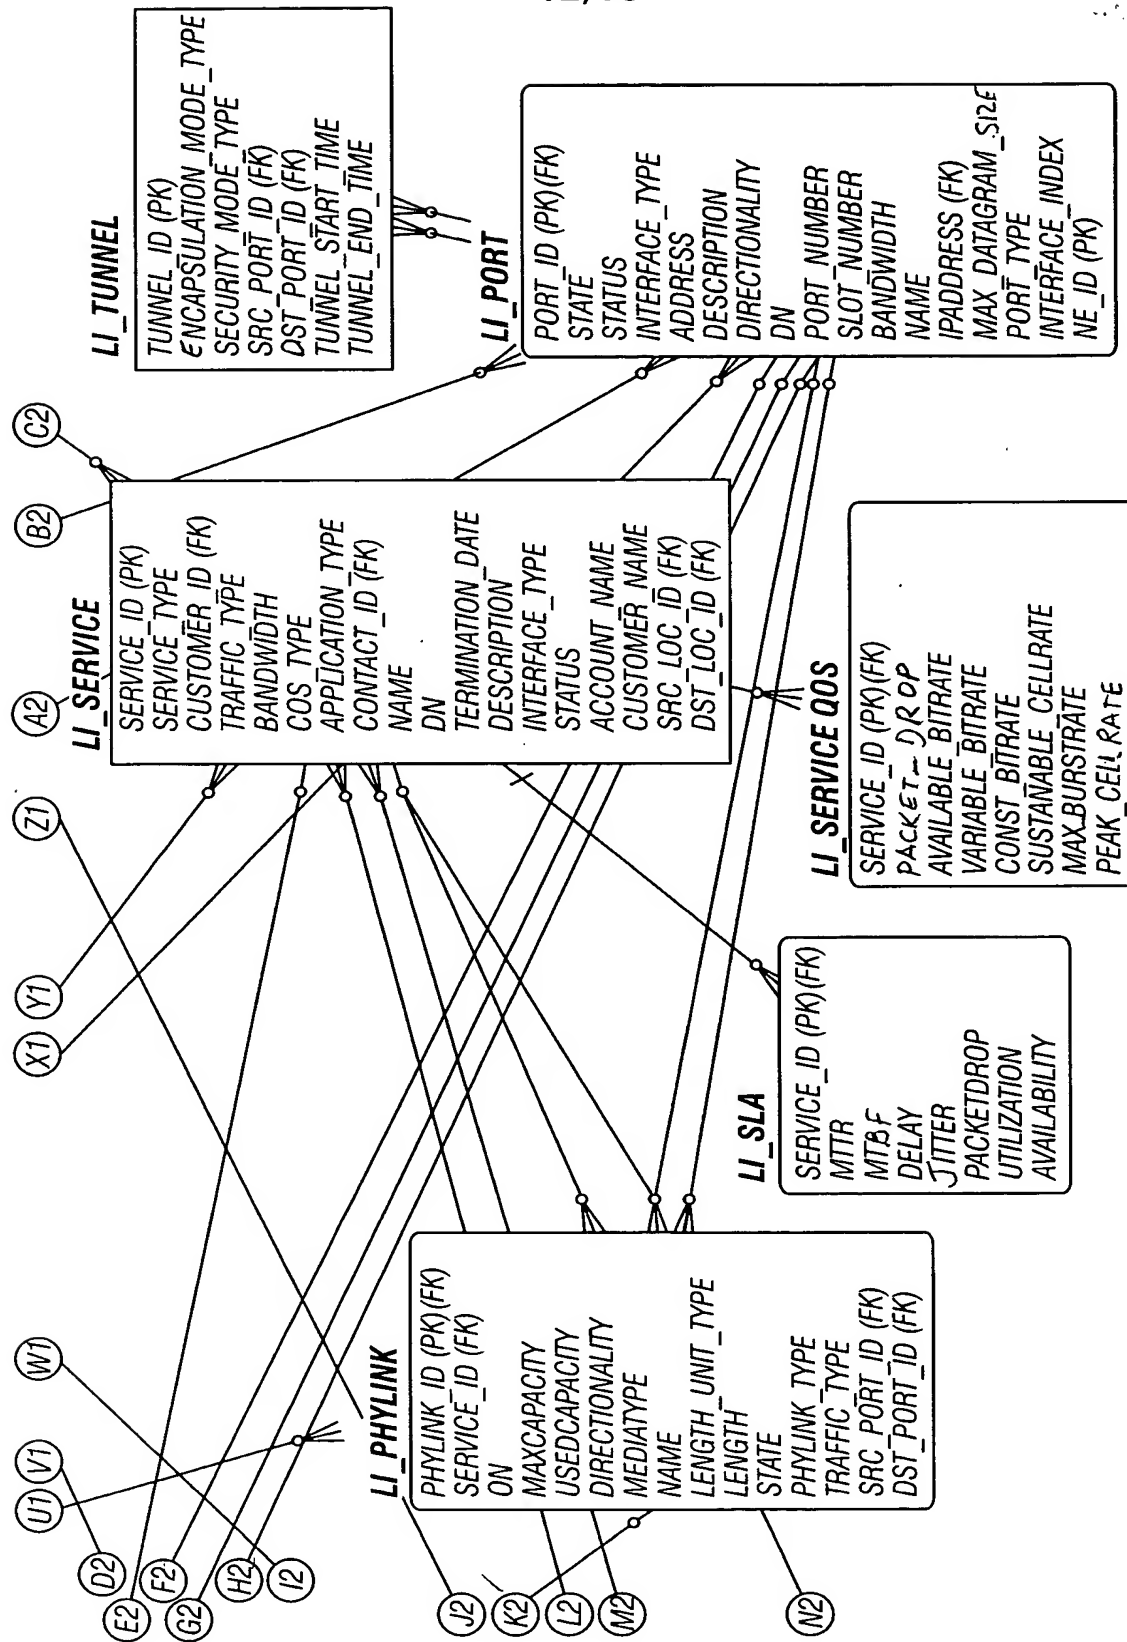 U1
V1
W1
X1
Y1
Z1
A2
B2
C2
D2
E2
F2
G2
H2
I2
J2
K2
L2
M2
N2
LI_PHYLINK
PHYLINK_ID (PK)(FK)
SERVICE_ID (FK)
ON
MAXCAPACITY
USEDCAPACITY
DIRECTIONALITY
MEDIATYPE
NAME
LENGTH_UNIT_TYPE
LENGTH
STATE
PHYLINK_TYPE
TRAFFIC_TYPE
SRC_PORT_ID (FK)
DST_PORT_ID (FK)
LI_SLA
SERVICE_ID (PK)(FK)
MTTR
MTBF
DELAY
JITTER
PACKETDROP
UTILIZATION
AVAILABILITY
LI_SERVICE
SERVICE_ID (PK)
SERVICE_TYPE
CUSTOMER_ID (FK)
TRAFFIC_TYPE
BANDWIDTH
COS_TYPE
APPLICATION_TYPE
CONTACT_ID (FK)
NAME
DN
TERMINATION_DATE
DESCRIPTION
INTERFACE_TYPE
STATUS
ACCOUNT_NAME
CUSTOMER_NAME
SRC_LOC_ID (FK)
DST_LOC_ID (FK)
LI_SERVICE QOS
SERVICE_ID (PK)(FK)
PACKET_DROP
AVAILABLE_BITRATE
VARIABLE_BITRATE
CONST_BITRATE
SUSTANABLE_CELLRATE
MAX.BURSTRATE
PEAK_CELLRATE
LI_TUNNEL
TUNNEL_ID (PK)
ENCAPSULATION_MODE_TYPE
SECURITY_MODE_TYPE
SRC_PORT_ID (FK)
DST_PORT_ID (FK)
TUNNEL_START_TIME
TUNNEL_END_TIME
LI_PORT
PORT_ID (PK)(FK)
STATE
STATUS
INTERFACE_TYPE
ADDRESS
DESCRIPTION
DIRECTIONALITY
DN
PORT_NUMBER
SLOT_NUMBER
BANDWIDTH
NAME
IPADDRESS (FK)
MAX_DATAGRAM_SIZE
PORT_TYPE
INTERFACE_INDEX
NE_ID (PK)